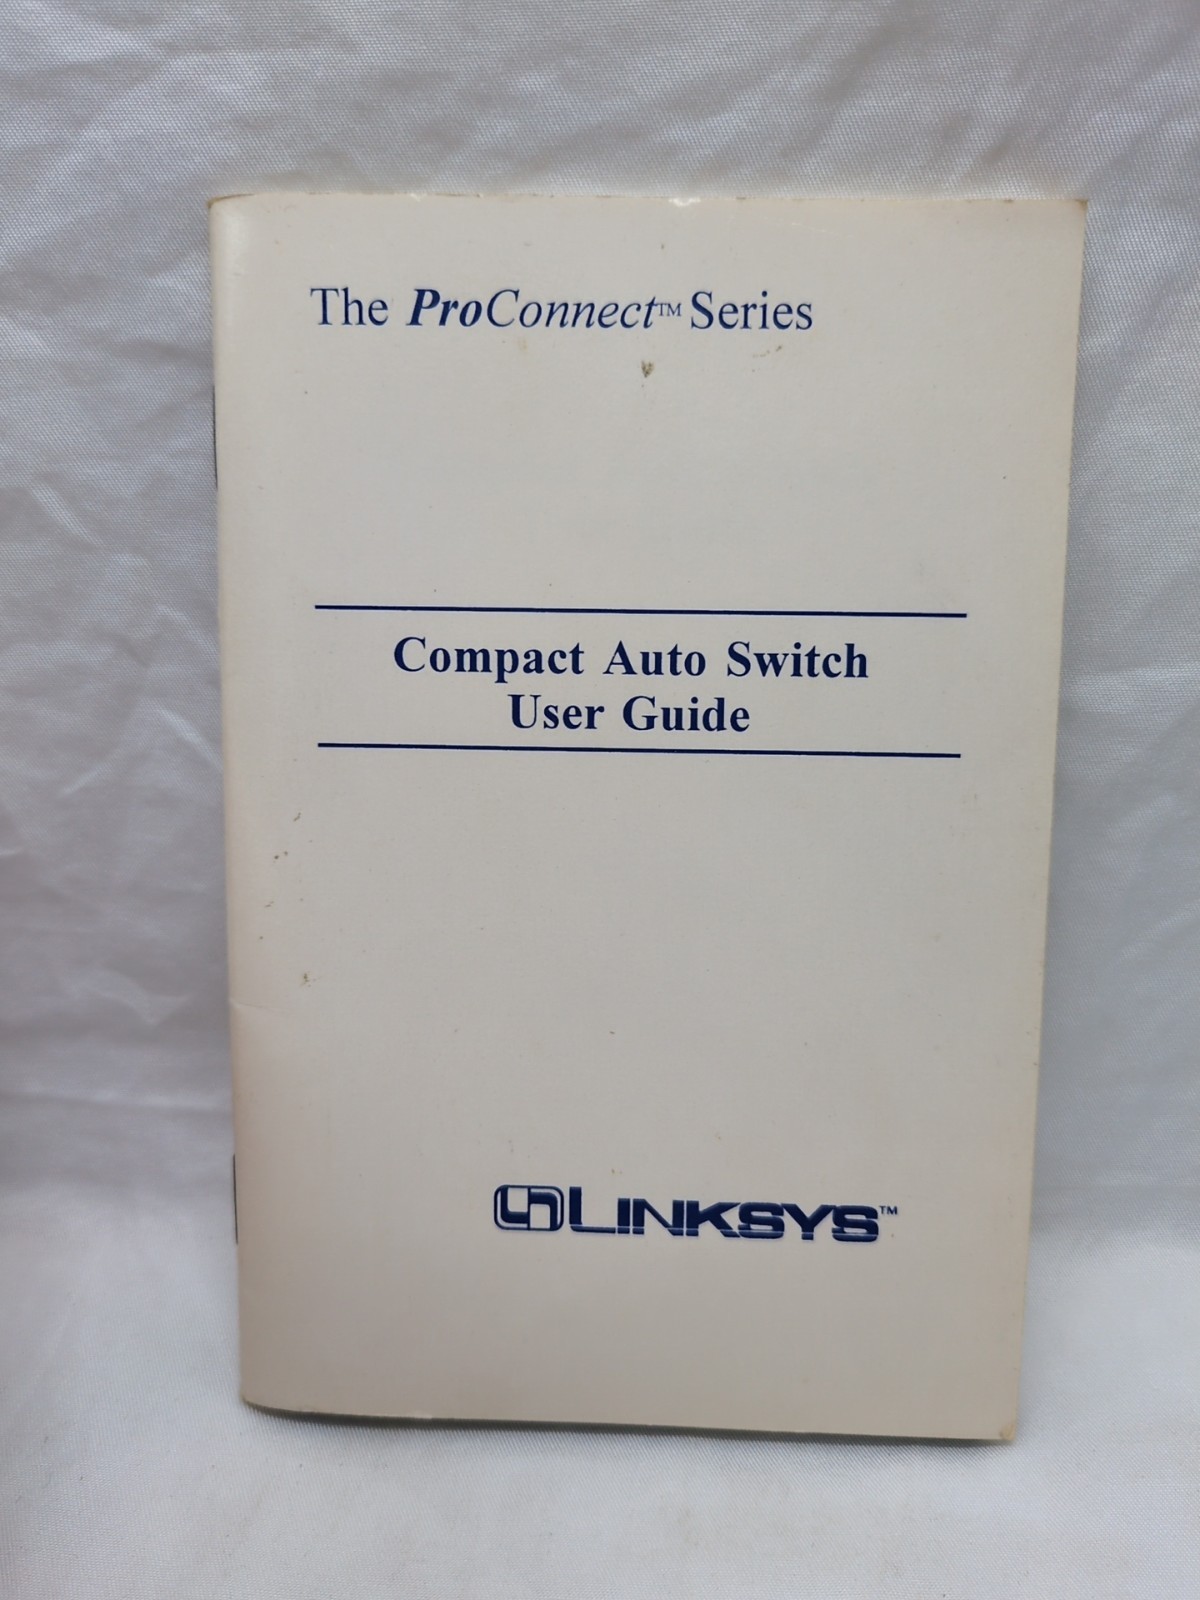 The ProConnect™ Series
Compact Auto Switch
User Guide
LINKSYS™